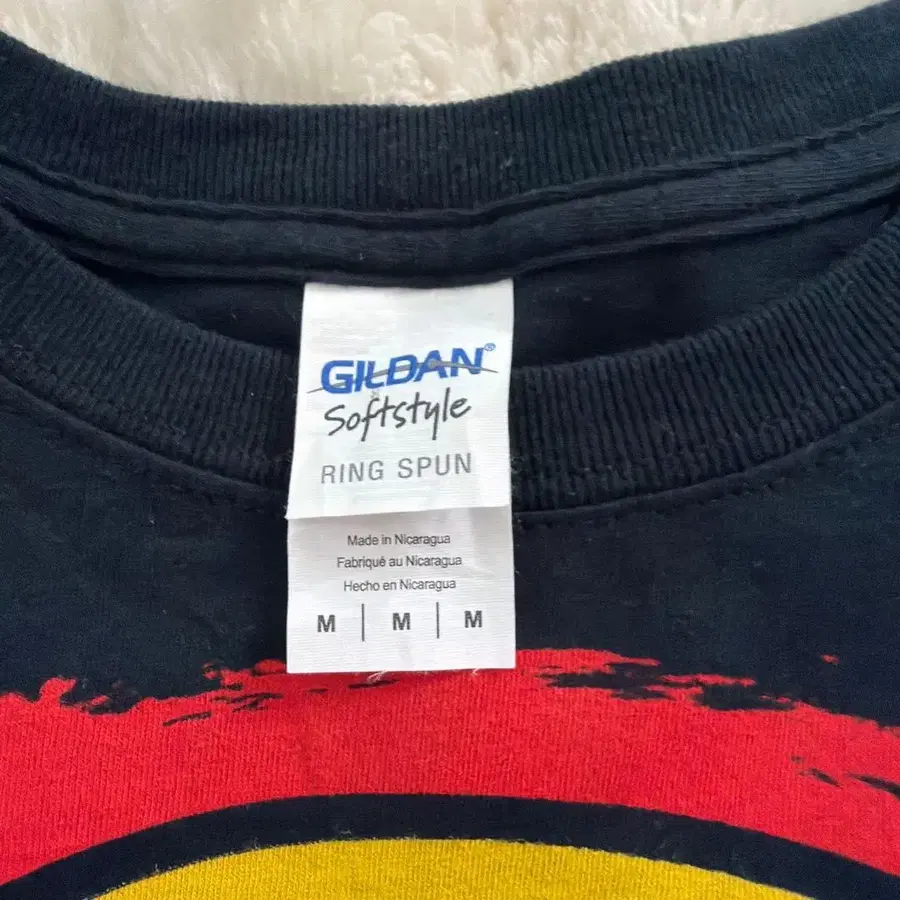 GILDAN®
Softstyle
RING SPUN
Made in Nicaragua
Fabriqué au Nicaragua
Hecho en Nicaragua
M | M | M